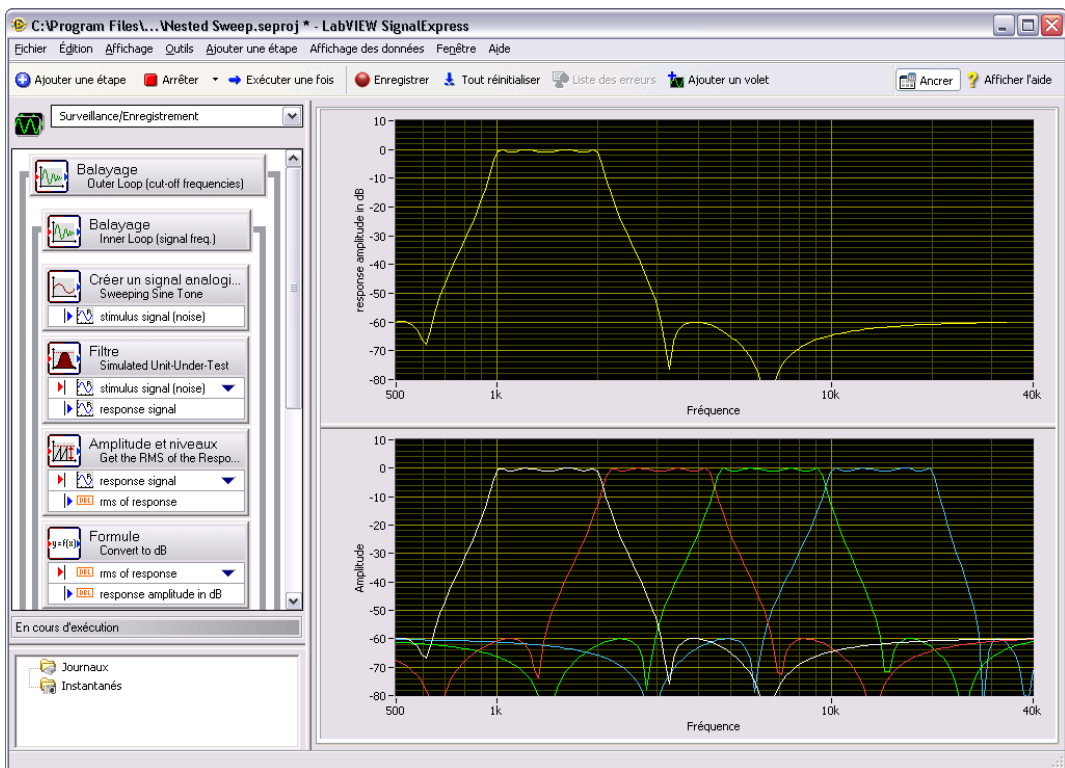 C:\Program Files\...\Nested Sweep.seproj * - LabVIEW SignalExpress
Fichier Édition Affichage Outils Ajouter une étape Affichage des données Fenêtre Aide
Ajouter une étape Arrêter Exécuter une fois Enregistrer Tout réinitialiser Liste des erreurs Ajouter un volet Ancrer Afficher l'aide
Surveillance/Enregistrement
Balayage
Outer Loop (cut-off frequencies)
Balayage
Inner Loop (signal freq.)
Créer un signal analogi...
Sweeping Sine Tone
stimulus signal (noise)
Filtre
Simulated Unit-Under-Test
stimulus signal (noise)
response signal
Amplitude et niveaux
Get the RMS of the Respo...
response signal
DBL rms of response
y=f(x)
Formule
Convert to dB
DBL rms of response
DBL response amplitude in dB
En cours d'exécution
Journaux
Instantanés
response amplitude in dB
10
0
-10
-20
-30
-40
-50
-60
-70
-80
500 1k 10k 40k
Fréquence
Amplitude
10
0
-10
-20
-30
-40
-50
-60
-70
-80
500 1k 10k 40k
Fréquence